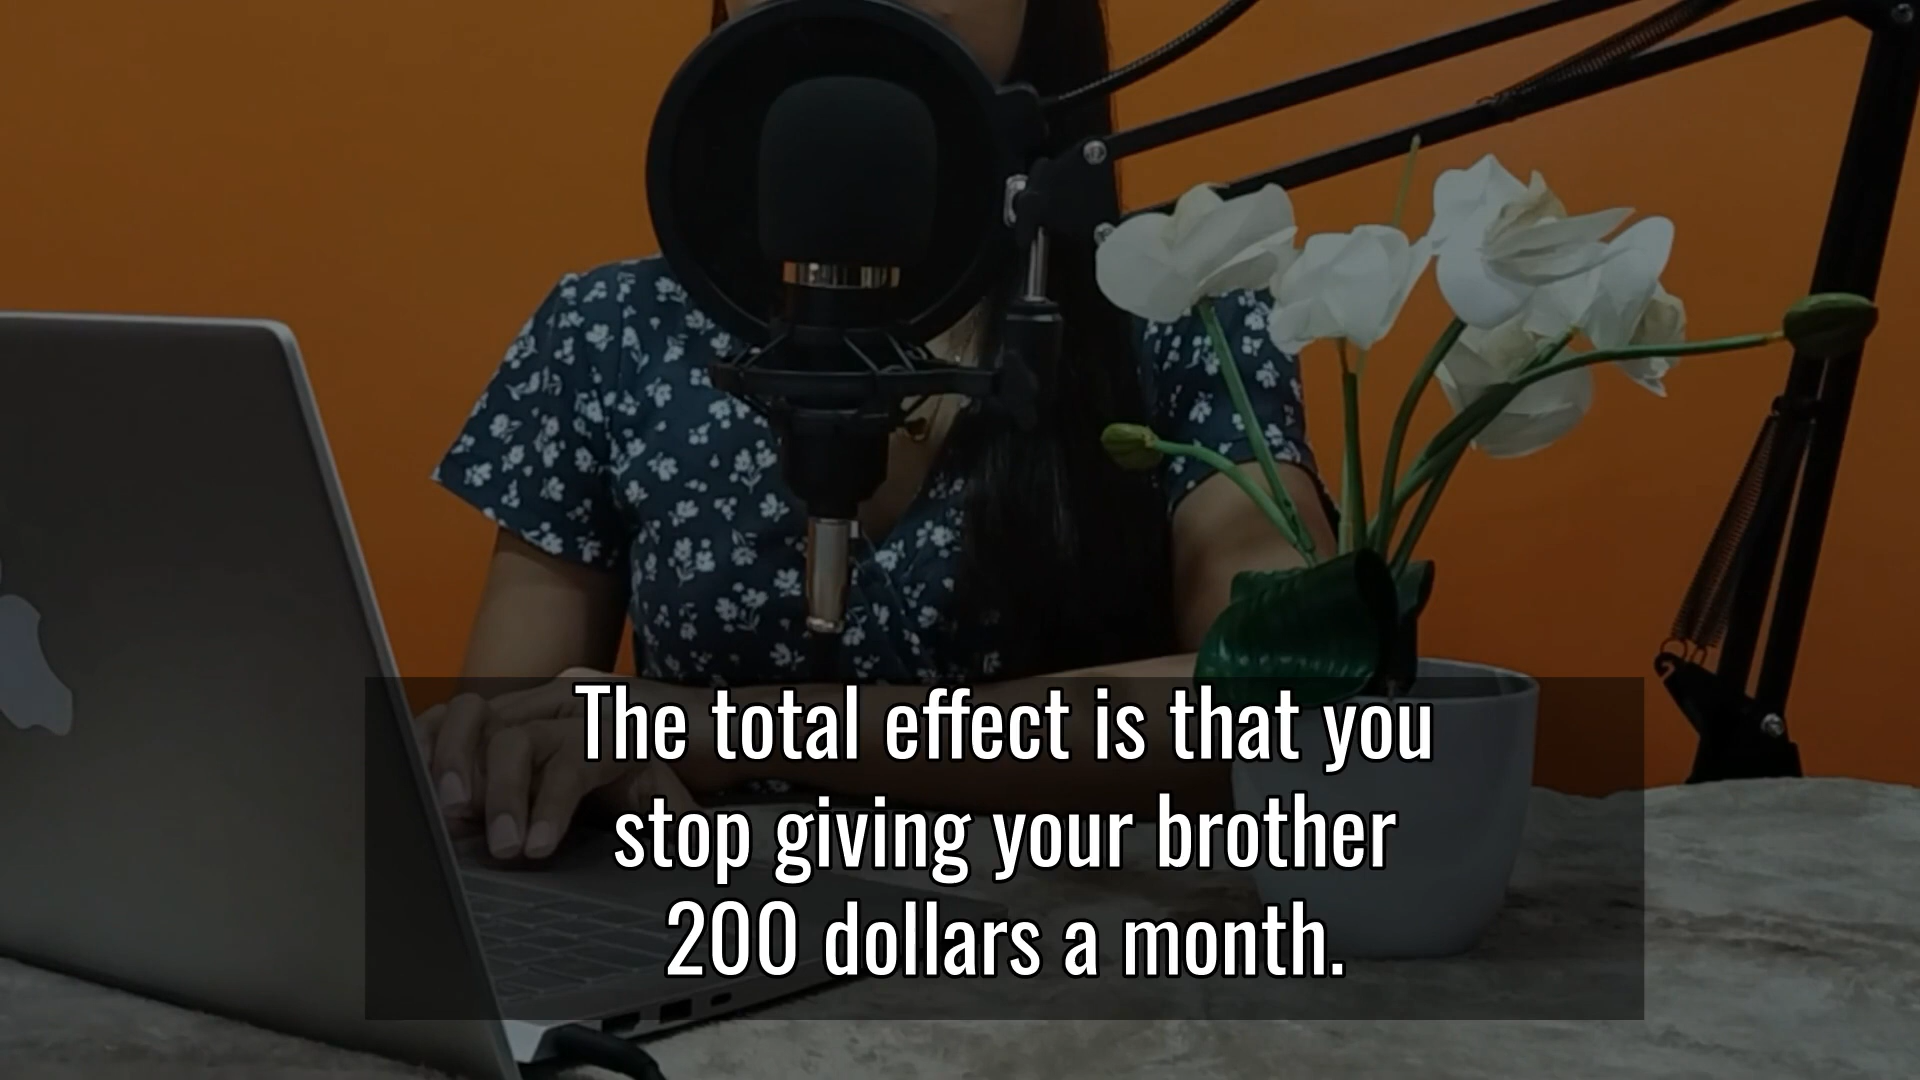 The total effect is that you
stop giving your brother
200 dollars a month.